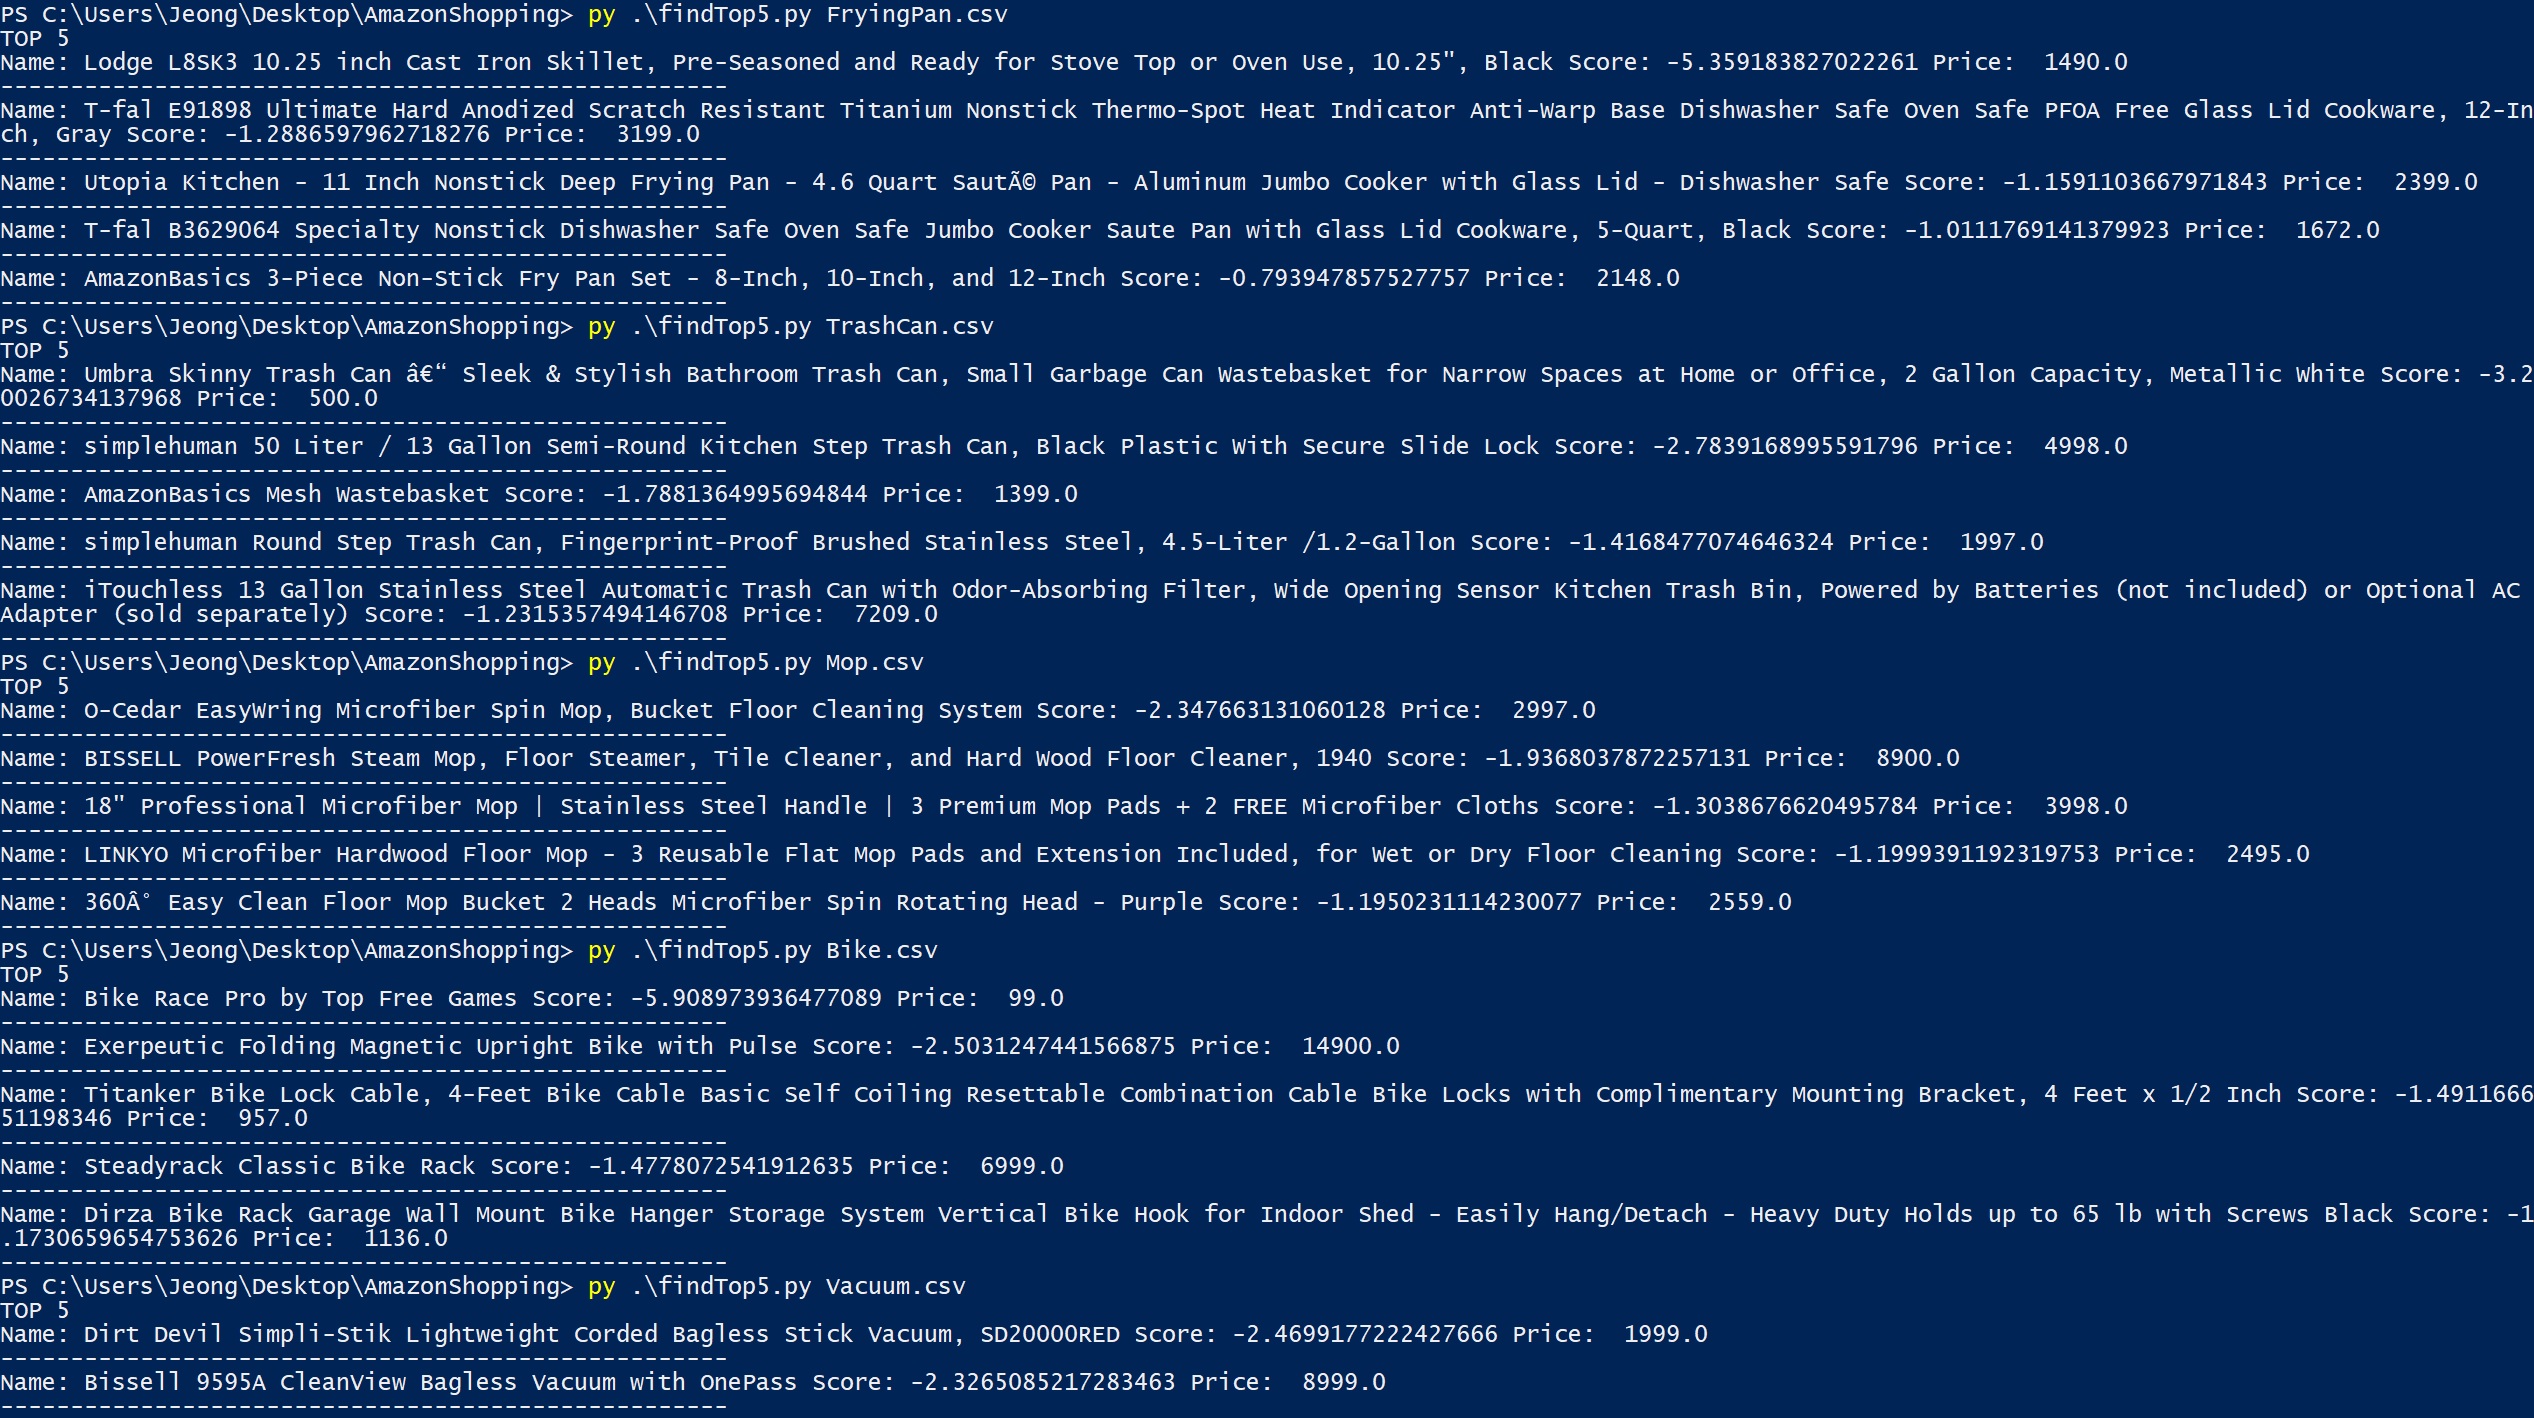 PS C:\Users\Jeong\Desktop\AmazonShopping> py .\findTop5.py FryingPan.csv
TOP 5
Name: Lodge L8SK3 10.25 inch Cast Iron Skillet, Pre-Seasoned and Ready for Stove Top or Oven Use, 10.25", Black Score: -5.359183827022261 Price:  1490.0
----------------------------------------------------
Name: T-fal E91898 Ultimate Hard Anodized Scratch Resistant Titanium Nonstick Thermo-Spot Heat Indicator Anti-Warp Base Dishwasher Safe Oven Safe PFOA Free Glass Lid Cookware, 12-In
ch, Gray Score: -1.2886597962718276 Price:  3199.0
----------------------------------------------------
Name: Utopia Kitchen - 11 Inch Nonstick Deep Frying Pan - 4.6 Quart SautÃ© Pan - Aluminum Jumbo Cooker with Glass Lid - Dishwasher Safe Score: -1.1591103667971843 Price:  2399.0
----------------------------------------------------
Name: T-fal B3629064 Specialty Nonstick Dishwasher Safe Oven Safe Jumbo Cooker Saute Pan with Glass Lid Cookware, 5-Quart, Black Score: -1.0111769141379923 Price:  1672.0
----------------------------------------------------
Name: AmazonBasics 3-Piece Non-Stick Fry Pan Set - 8-Inch, 10-Inch, and 12-Inch Score: -0.793947857527757 Price:  2148.0
----------------------------------------------------
PS C:\Users\Jeong\Desktop\AmazonShopping> py .\findTop5.py TrashCan.csv
TOP 5
Name: Umbra Skinny Trash Can â€“ Sleek & Stylish Bathroom Trash Can, Small Garbage Can Wastebasket for Narrow Spaces at Home or Office, 2 Gallon Capacity, Metallic White Score: -3.2
00026734137968 Price:  500.0
----------------------------------------------------
Name: simplehuman 50 Liter / 13 Gallon Semi-Round Kitchen Step Trash Can, Black Plastic With Secure Slide Lock Score: -2.7839168995591796 Price:  4998.0
----------------------------------------------------
Name: AmazonBasics Mesh Wastebasket Score: -1.7881364995694844 Price:  1399.0
----------------------------------------------------
Name: simplehuman Round Step Trash Can, Fingerprint-Proof Brushed Stainless Steel, 4.5-Liter /1.2-Gallon Score: -1.4168477074646324 Price:  1997.0
----------------------------------------------------
Name: iTouchless 13 Gallon Stainless Steel Automatic Trash Can with Odor-Absorbing Filter, Wide Opening Sensor Kitchen Trash Bin, Powered by Batteries (not included) or Optional AC
Adapter (sold separately) Score: -1.2315357494146708 Price:  7209.0
----------------------------------------------------
PS C:\Users\Jeong\Desktop\AmazonShopping> py .\findTop5.py Mop.csv
TOP 5
Name: O-Cedar EasyWring Microfiber Spin Mop, Bucket Floor Cleaning System Score: -2.347663131060128 Price:  2997.0
----------------------------------------------------
Name: BISSELL PowerFresh Steam Mop, Floor Steamer, Tile Cleaner, and Hard Wood Floor Cleaner, 1940 Score: -1.9368037872257131 Price:  8900.0
----------------------------------------------------
Name: 18" Professional Microfiber Mop | Stainless Steel Handle | 3 Premium Mop Pads + 2 FREE Microfiber Cloths Score: -1.3038676620495784 Price:  3998.0
----------------------------------------------------
Name: LINKYO Microfiber Hardwood Floor Mop - 3 Reusable Flat Mop Pads and Extension Included, for Wet or Dry Floor Cleaning Score: -1.1999391192319753 Price:  2495.0
----------------------------------------------------
Name: 360Â° Easy Clean Floor Mop Bucket 2 Heads Microfiber Spin Rotating Head - Purple Score: -1.1950231114230077 Price:  2559.0
----------------------------------------------------
PS C:\Users\Jeong\Desktop\AmazonShopping> py .\findTop5.py Bike.csv
TOP 5
Name: Bike Race Pro by Top Free Games Score: -5.908973936477089 Price:  99.0
----------------------------------------------------
Name: Exerpeutic Folding Magnetic Upright Bike with Pulse Score: -2.5031247441566875 Price:  14900.0
----------------------------------------------------
Name: Titanker Bike Lock Cable, 4-Feet Bike Cable Basic Self Coiling Resettable Combination Cable Bike Locks with Complimentary Mounting Bracket, 4 Feet x 1/2 Inch Score: -1.4911666
51198346 Price:  957.0
----------------------------------------------------
Name: Steadyrack Classic Bike Rack Score: -1.4778072541912635 Price:  6999.0
----------------------------------------------------
Name: Dirza Bike Rack Garage Wall Mount Bike Hanger Storage System Vertical Bike Hook for Indoor Shed - Easily Hang/Detach - Heavy Duty Holds up to 65 lb with Screws Black Score: -1
.1730659654753626 Price:  1136.0
----------------------------------------------------
PS C:\Users\Jeong\Desktop\AmazonShopping> py .\findTop5.py Vacuum.csv
TOP 5
Name: Dirt Devil Simpli-Stik Lightweight Corded Bagless Stick Vacuum, SD20000RED Score: -2.4699177222427666 Price:  1999.0
----------------------------------------------------
Name: Bissell 9595A CleanView Bagless Vacuum with OnePass Score: -2.3265085217283463 Price:  8999.0
----------------------------------------------------